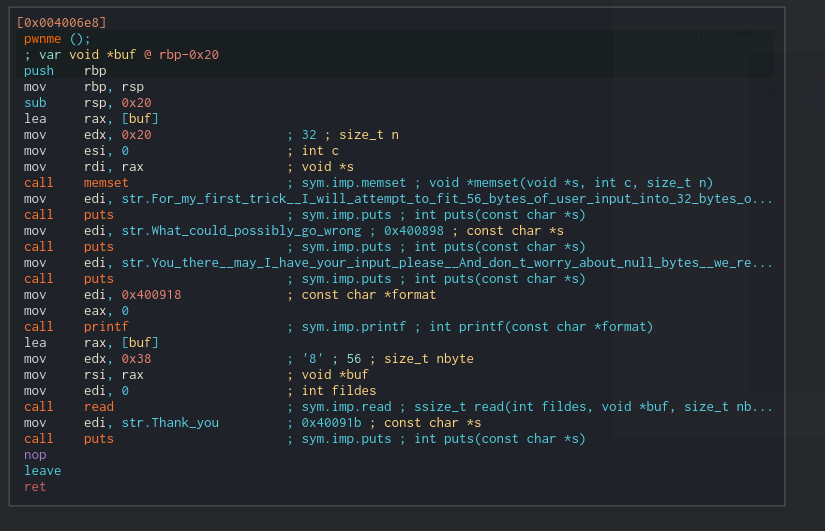 [0x004006e8]
pwnme ();
; var void *buf @ rbp-0x20
push rbp
mov rbp, rsp
sub rsp, 0x20
lea rax, [buf]
mov edx, 0x20 ; 32 ; size_t n
mov esi, 0 ; int c
mov rdi, rax ; void *s
call memset ; sym.imp.memset ; void *memset(void *s, int c, size_t n)
mov edi, str.For_my_first_trick__I_will_attempt_to_fit_56_bytes_of_user_input_into_32_bytes_o...
call puts ; sym.imp.puts ; int puts(const char *s)
mov edi, str.What_could_possibly_go_wrong ; 0x400898 ; const char *s
call puts ; sym.imp.puts ; int puts(const char *s)
mov edi, str.You_there__may_I_have_your_input_please__And_don_t_worry_about_null_bytes__we_re...
call puts ; sym.imp.puts ; int puts(const char *s)
mov edi, 0x400918 ; const char *format
mov eax, 0
call printf ; sym.imp.printf ; int printf(const char *format)
lea rax, [buf]
mov edx, 0x38 ; '8' ; 56 ; size_t nbyte
mov rsi, rax ; void *buf
mov edi, 0 ; int fildes
call read ; sym.imp.read ; ssize_t read(int fildes, void *buf, size_t nb...
mov edi, str.Thank_you ; 0x40091b ; const char *s
call puts ; sym.imp.puts ; int puts(const char *s)
nop
leave
ret